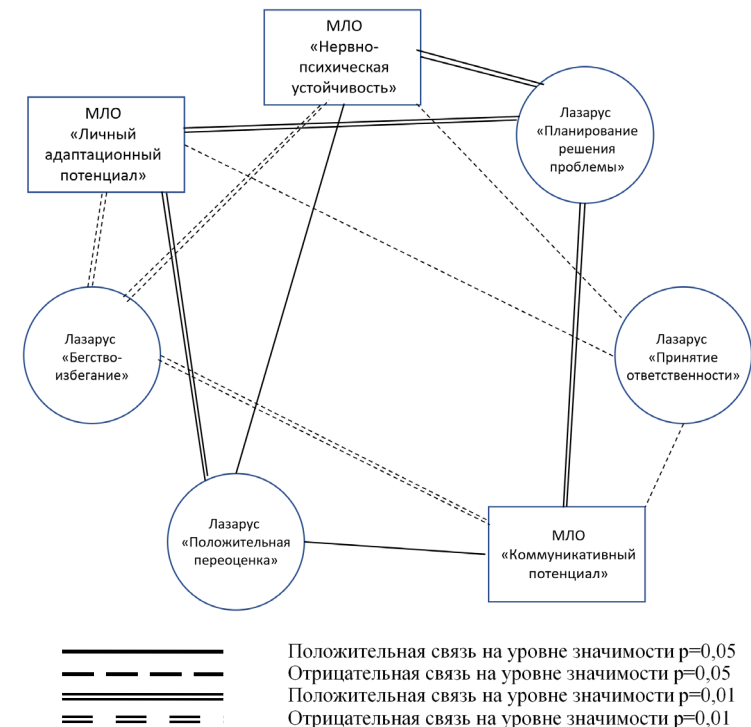 МЛО
«Нервно-
психическая
устойчивость»
МЛО
«Личный
адаптационный
потенциал»
Лазарус
«Планирование
решения
проблемы»
Лазарус
«Бегство-
избегание»
Лазарус
«Принятие
ответственности»
Лазарус
«Положительная
переоценка»
МЛО
«Коммуникативный
потенциал»
Положительная связь на уровне значимости p=0,05
Отрицательная связь на уровне значимости p=0,05
Положительная связь на уровне значимости p=0,01
Отрицательная связь на уровне значимости p=0,01